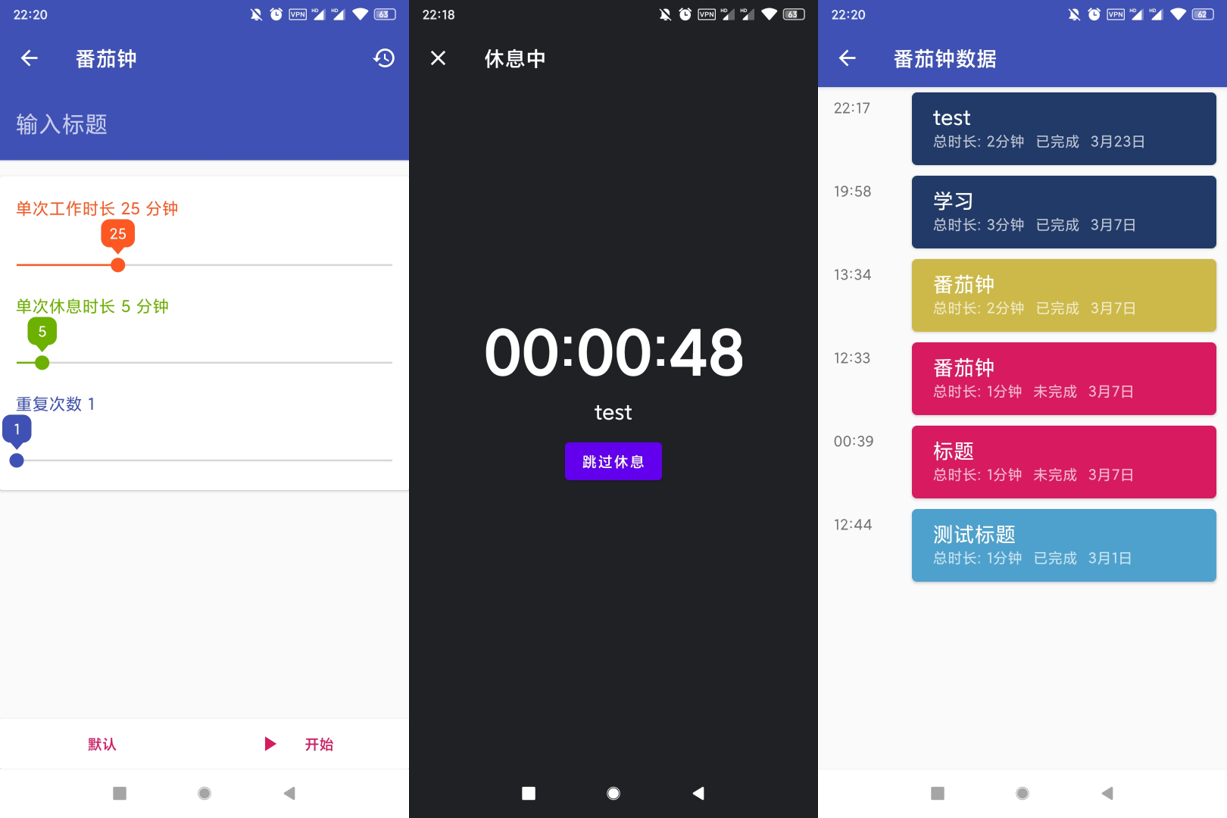 22:20
VPN HD HD 63
番茄钟
输入标题
单次工作时长 25 分钟
25
单次休息时长 5 分钟
5
重复次数 1
1
默认
开始
22:18
VPN HD HD 63
休息中
00:00:48
test
跳过休息
22:20
VPN HD HD 62
番茄钟数据
22:17
test
总时长: 2分钟 已完成 3月23日
19:58
学习
总时长: 3分钟 已完成 3月7日
13:34
番茄钟
总时长: 2分钟 已完成 3月7日
12:33
番茄钟
总时长: 1分钟 未完成 3月7日
00:39
标题
总时长: 1分钟 未完成 3月7日
12:44
测试标题
总时长: 1分钟 已完成 3月1日